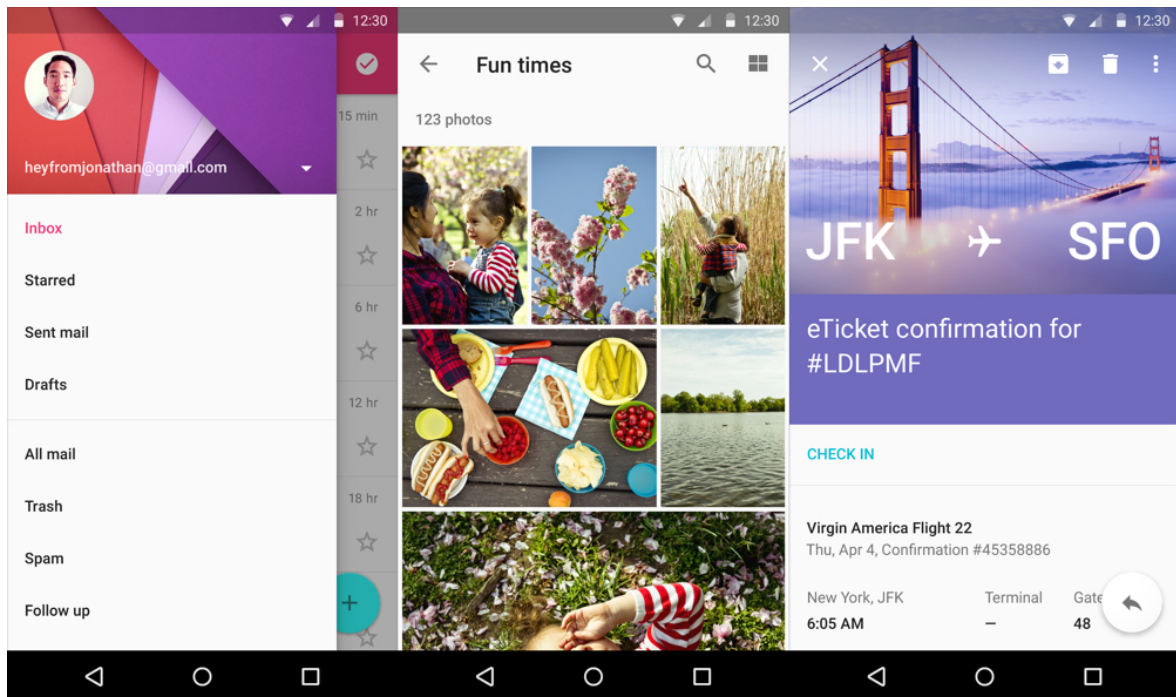 12:30
heyfromjonathan@gmail.com
Inbox
Starred
Sent mail
Drafts
All mail
Trash
Spam
Follow up
15 min
2 hr
6 hr
12 hr
18 hr
12:30
Fun times
123 photos
12:30
JFK SFO
eTicket confirmation for
#LDLPMF
CHECK IN
Virgin America Flight 22
Thu, Apr 4, Confirmation #45358886
New York, JFK Terminal Gate
6:05 AM – 48